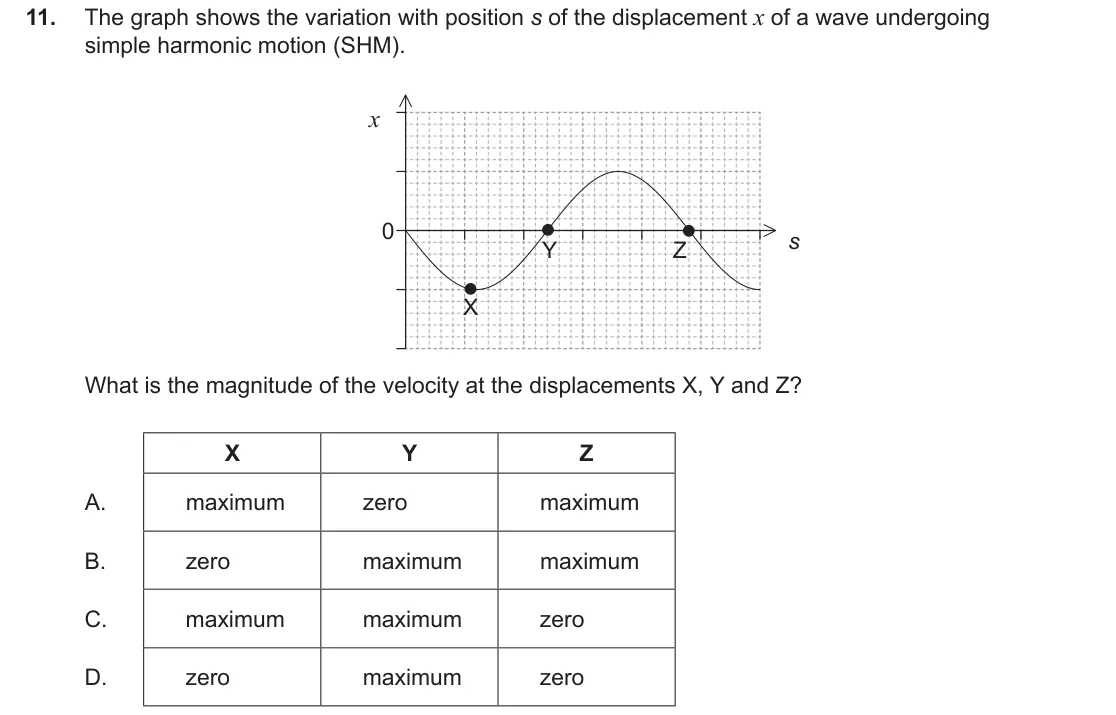 11. The graph shows the variation with position s of the displacement x of a wave undergoing
simple harmonic motion (SHM).
x
0
s
Y
Z
X
What is the magnitude of the velocity at the displacements X, Y and Z?
X Y Z
A. maximum zero maximum
B. zero maximum maximum
C. maximum maximum zero
D. zero maximum zero